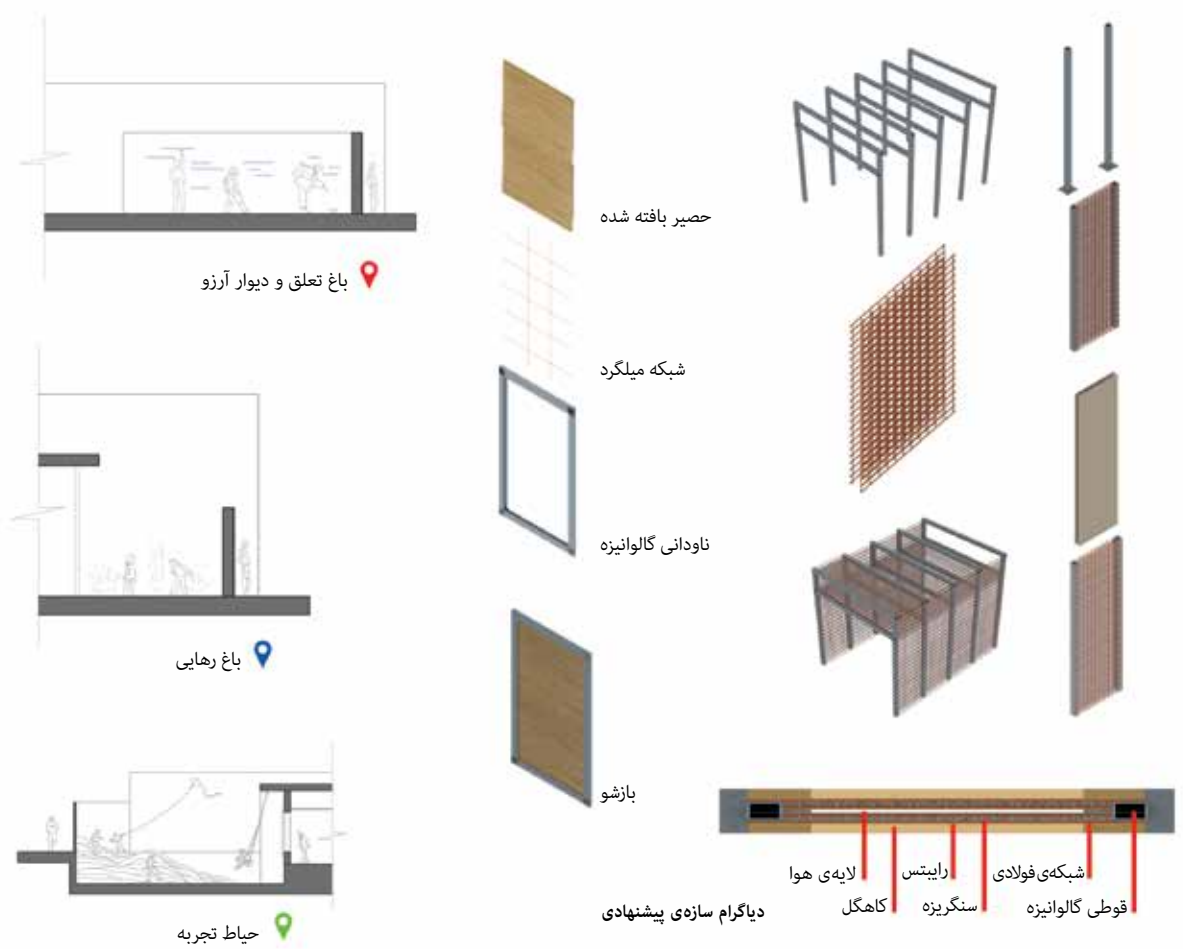 باغ تعلق و دیوار آرزو
باغ رهایی
حیاط تجربه
حصیر بافته شده
شبکه میلگرد
ناودانی گالوانیزه
بازشو
قوطی گالوانیزه
شبکه‌ی‌فولادی
سنگریزه
رابیتس
کاهگل
لایه‌ی هوا
دیاگرام سازه‌ی پیشنهادی